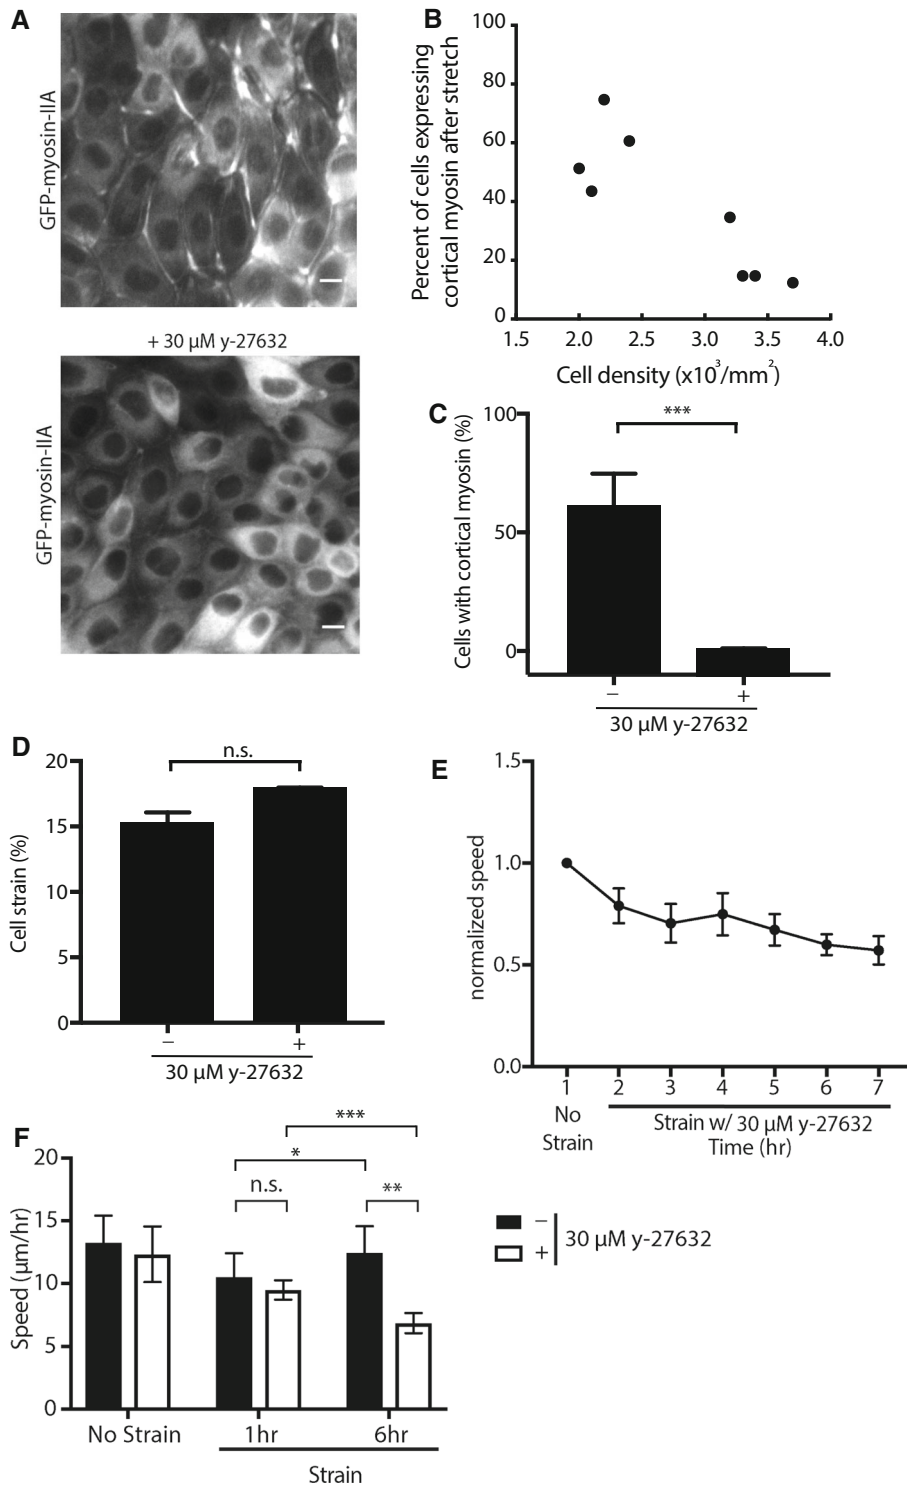 A
GFP-myosin-IIA
+ 30 µM y-27632
GFP-myosin-IIA
B
Percent of cells expressing
cortical myosin after stretch
100
80
60
40
20
0
1.5 2.0 2.5 3.0 3.5 4.0
Cell density (x10³/mm²)
C
Cells with cortical myosin (%)
100
50
0
***
− +
30 µM y-27632
D
Cell strain (%)
20
15
10
5
0
n.s.
− +
30 µM y-27632
E
normalized speed
1.5
1.0
0.5
0.0
1 2 3 4 5 6 7
No
Strain
Strain w/ 30 µM y-27632
Time (hr)
F
Speed (µm/hr)
20
15
10
5
0
***
*
n.s.
**
No Strain 1hr 6hr
Strain
−
+
30 µM y-27632